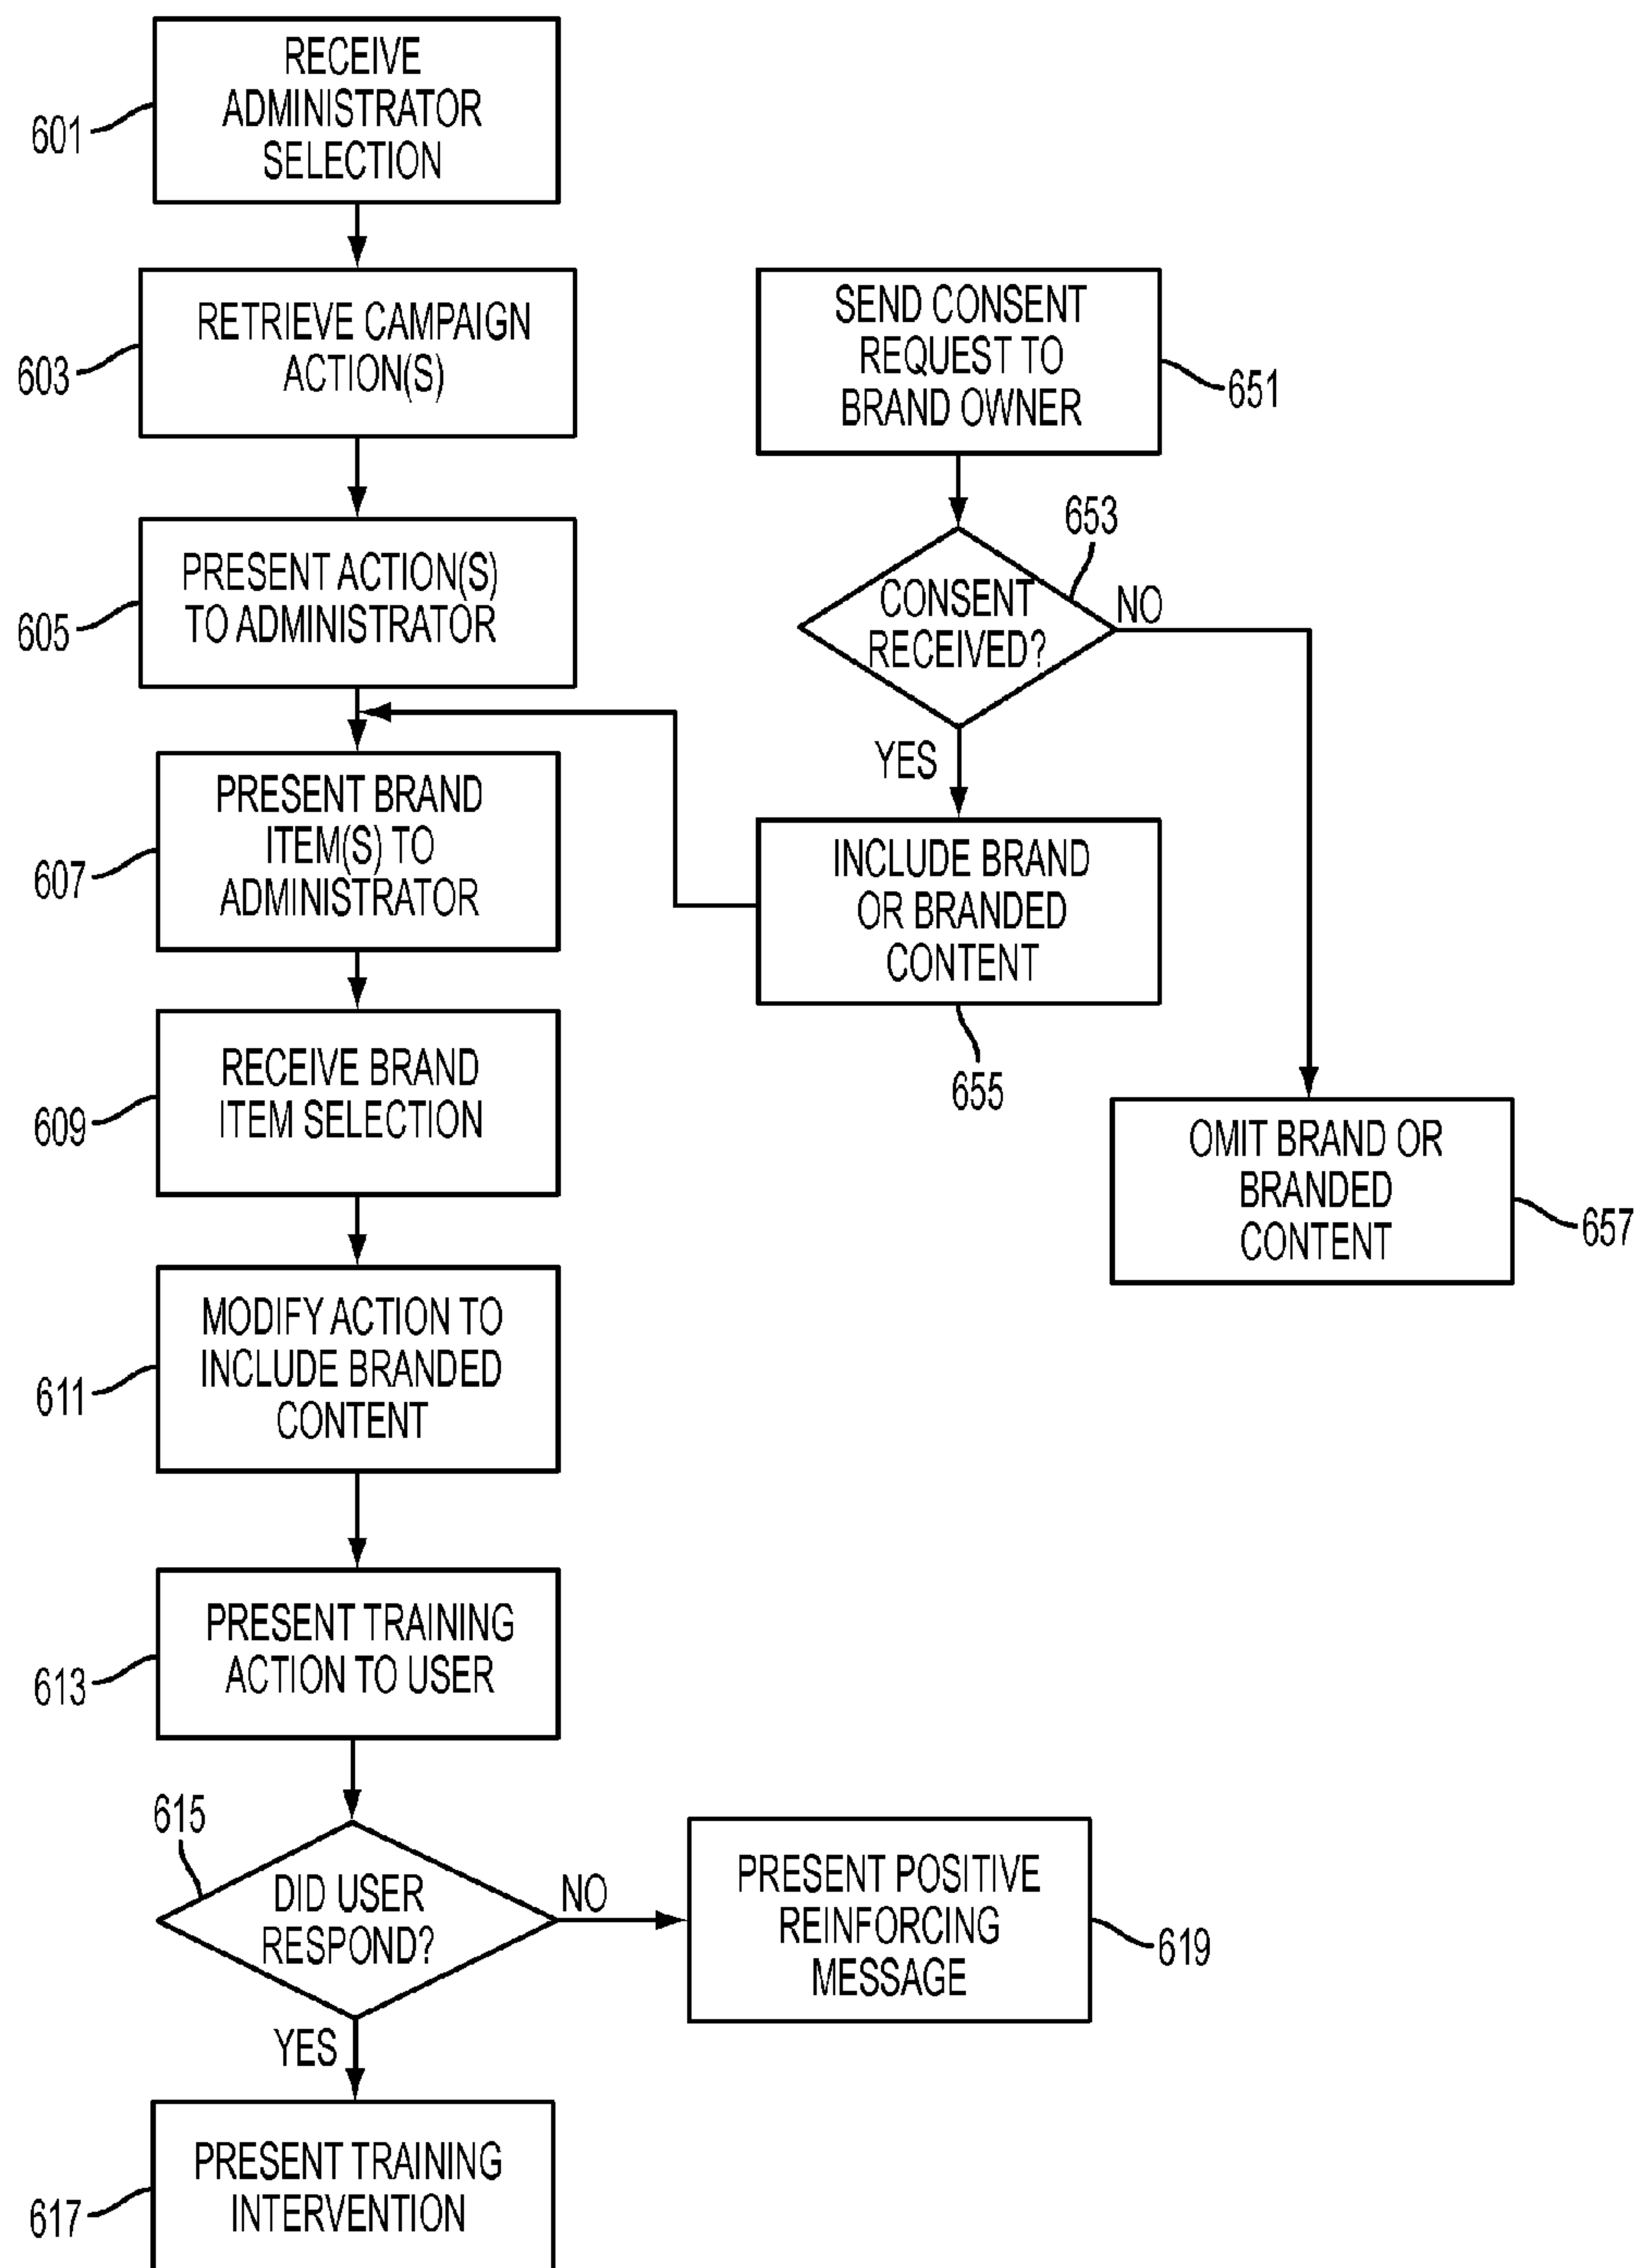 RECEIVE
ADMINISTRATOR
SELECTION
601
RETRIEVE CAMPAIGN
ACTION(S)
603
PRESENT ACTION(S)
TO ADMINISTRATOR
605
PRESENT BRAND
ITEM(S) TO
ADMINISTRATOR
607
RECEIVE BRAND
ITEM SELECTION
609
MODIFY ACTION TO
INCLUDE BRANDED
CONTENT
611
PRESENT TRAINING
ACTION TO USER
613
615
DID USER
RESPOND?
NO
YES
PRESENT POSITIVE
REINFORCING
MESSAGE
619
PRESENT TRAINING
INTERVENTION
617
SEND CONSENT
REQUEST TO
BRAND OWNER
651
653
CONSENT
RECEIVED?
NO
YES
INCLUDE BRAND
OR BRANDED
CONTENT
655
OMIT BRAND OR
BRANDED
CONTENT
657